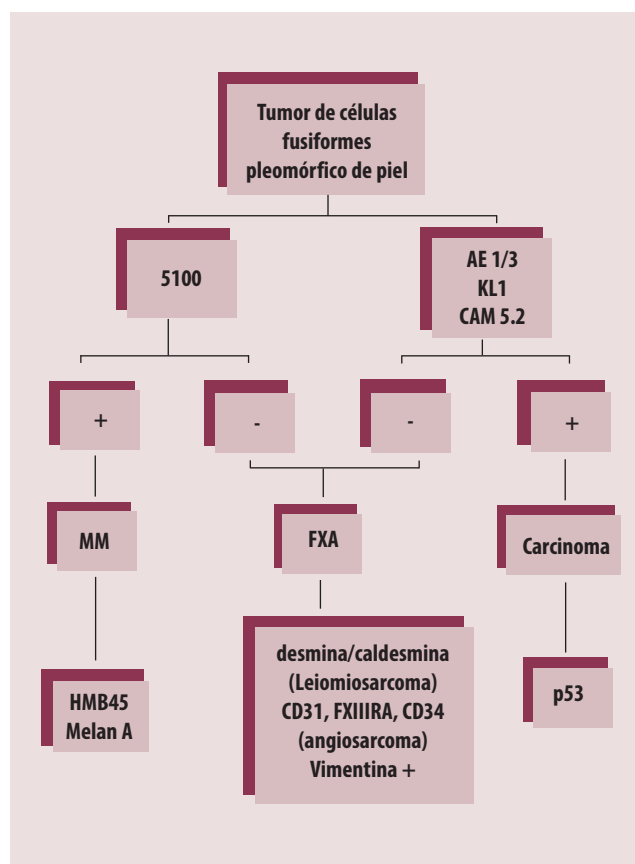 Tumor de células
fusiformes
pleomórfico de piel
5100
AE 1/3
KL1
CAM 5.2
+
-
-
+
MM
FXA
Carcinoma
HMB45
Melan A
desmina/caldesmina
(Leiomiosarcoma)
CD31, FXIIIRA, CD34
(angiosarcoma)
Vimentina +
p53